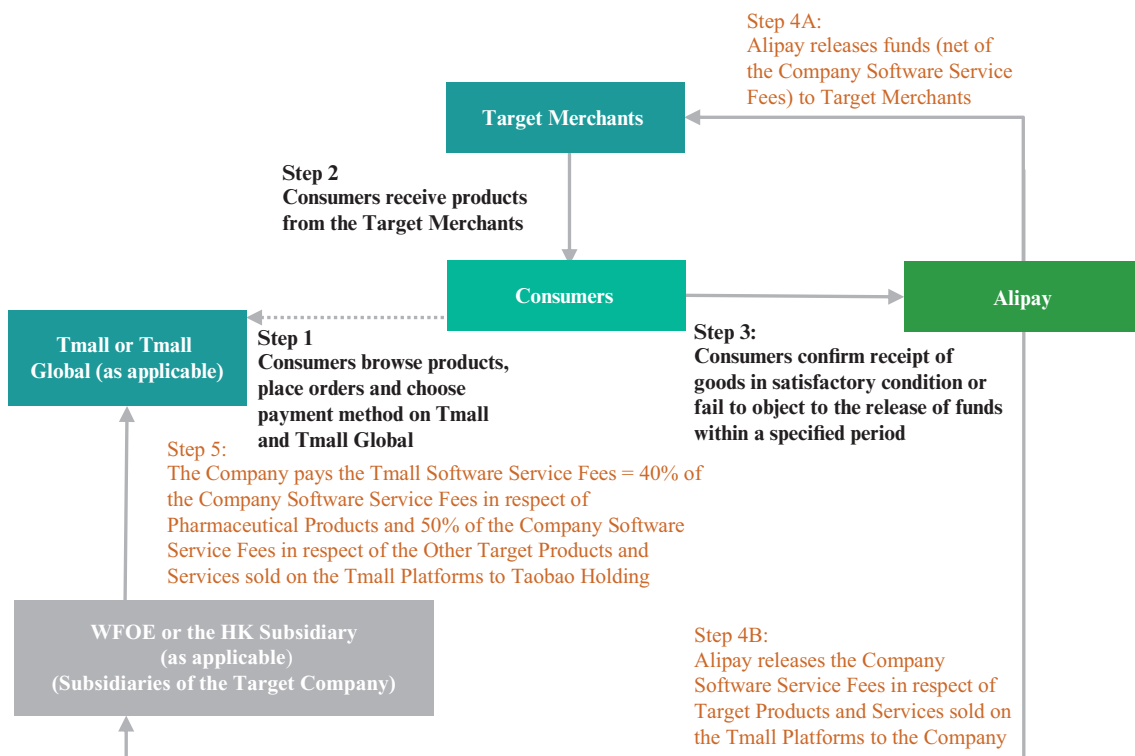 Step 4A:
Alipay releases funds (net of
the Company Software Service
Fees) to Target Merchants
Target Merchants
Step 2
Consumers receive products
from the Target Merchants
Consumers
Alipay
Tmall or Tmall
Global (as applicable)
Step 1
Consumers browse products,
place orders and choose
payment method on Tmall
and Tmall Global
Step 3:
Consumers confirm receipt of
goods in satisfactory condition or
fail to object to the release of funds
within a specified period
Step 5:
The Company pays the Tmall Software Service Fees = 40% of
the Company Software Service Fees in respect of
Pharmaceutical Products and 50% of the Company Software
Service Fees in respect of the Other Target Products and
Services sold on the Tmall Platforms to Taobao Holding
WFOE or the HK Subsidiary
(as applicable)
(Subsidiaries of the Target Company)
Step 4B:
Alipay releases the Company
Software Service Fees in respect of
Target Products and Services sold on
the Tmall Platforms to the Company